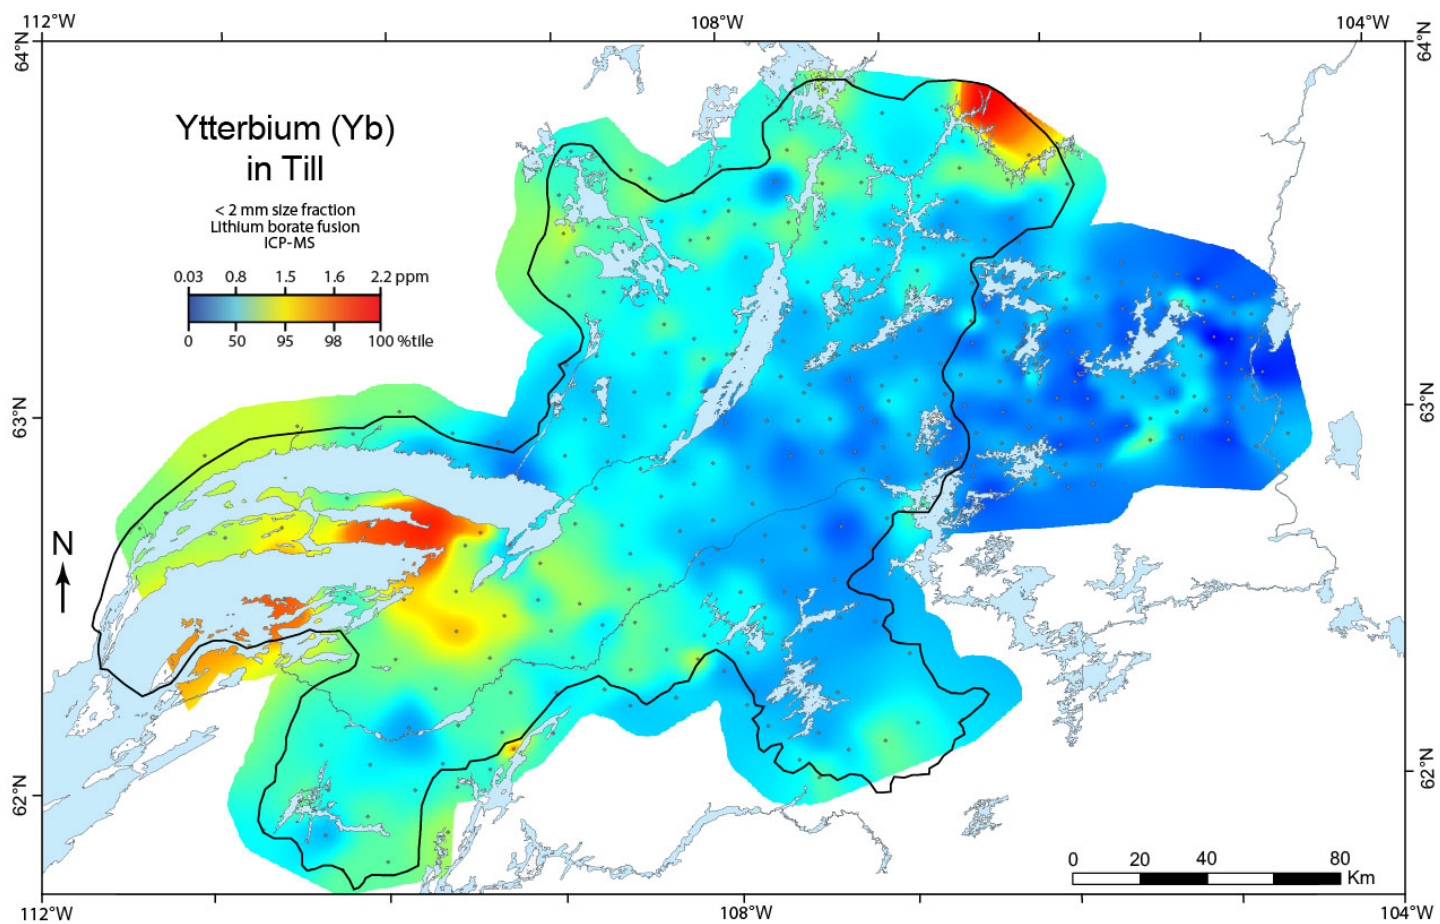 112°W 108°W 104°W
64°N 64°N
Ytterbium (Yb)
in Till
< 2 mm size fraction
Lithium borate fusion
ICP-MS
0.03 0.8 1.5 1.6 2.2 ppm
0 50 95 98 100 %tile
63°N 63°N
N
62°N 62°N
0 20 40 80
Km
112°W 108°W 104°W